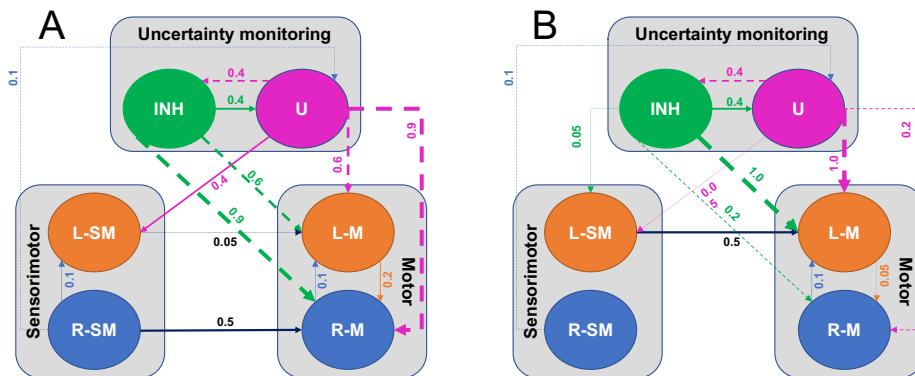 A
Uncertainty monitoring
0.1
0.4
INH
U
0.4
0.9
0.6
0.6
0.4
0.9
L-SM
L-M
0.05
Sensorimotor
Motor
0.1
0.1
0.2
R-SM
0.5
R-M
B
Uncertainty monitoring
0.1
0.4
INH
U
0.4
0.05
0.2
1.0
1.0
0.0
5
0.2
L-SM
L-M
0.5
Sensorimotor
Motor
0.1
0.05
R-SM
R-M